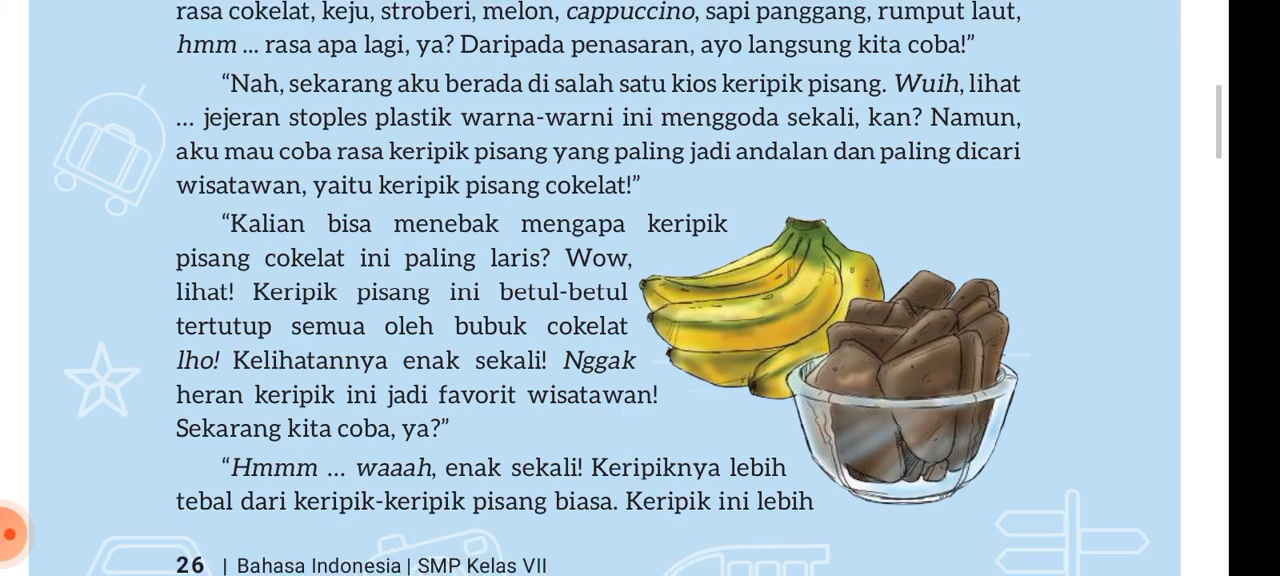 rasa cokelat, keju, stroberi, melon, cappuccino, sapi panggang, rumput laut,
hmm ... rasa apa lagi, ya? Daripada penasaran, ayo langsung kita coba!”
“Nah, sekarang aku berada di salah satu kios keripik pisang. Wuih, lihat
... jejeran stoples plastik warna-warni ini menggoda sekali, kan? Namun,
aku mau coba rasa keripik pisang yang paling jadi andalan dan paling dicari
wisatawan, yaitu keripik pisang cokelat!”
“Kalian bisa menebak mengapa keripik
pisang cokelat ini paling laris? Wow,
lihat! Keripik pisang ini betul-betul
tertutup semua oleh bubuk cokelat
lho! Kelihatannya enak sekali! Nggak
heran keripik ini jadi favorit wisatawan!
Sekarang kita coba, ya?”
“Hmmm ... waaah, enak sekali! Keripiknya lebih
tebal dari keripik-keripik pisang biasa. Keripik ini lebih
26 | Bahasa Indonesia | SMP Kelas VII